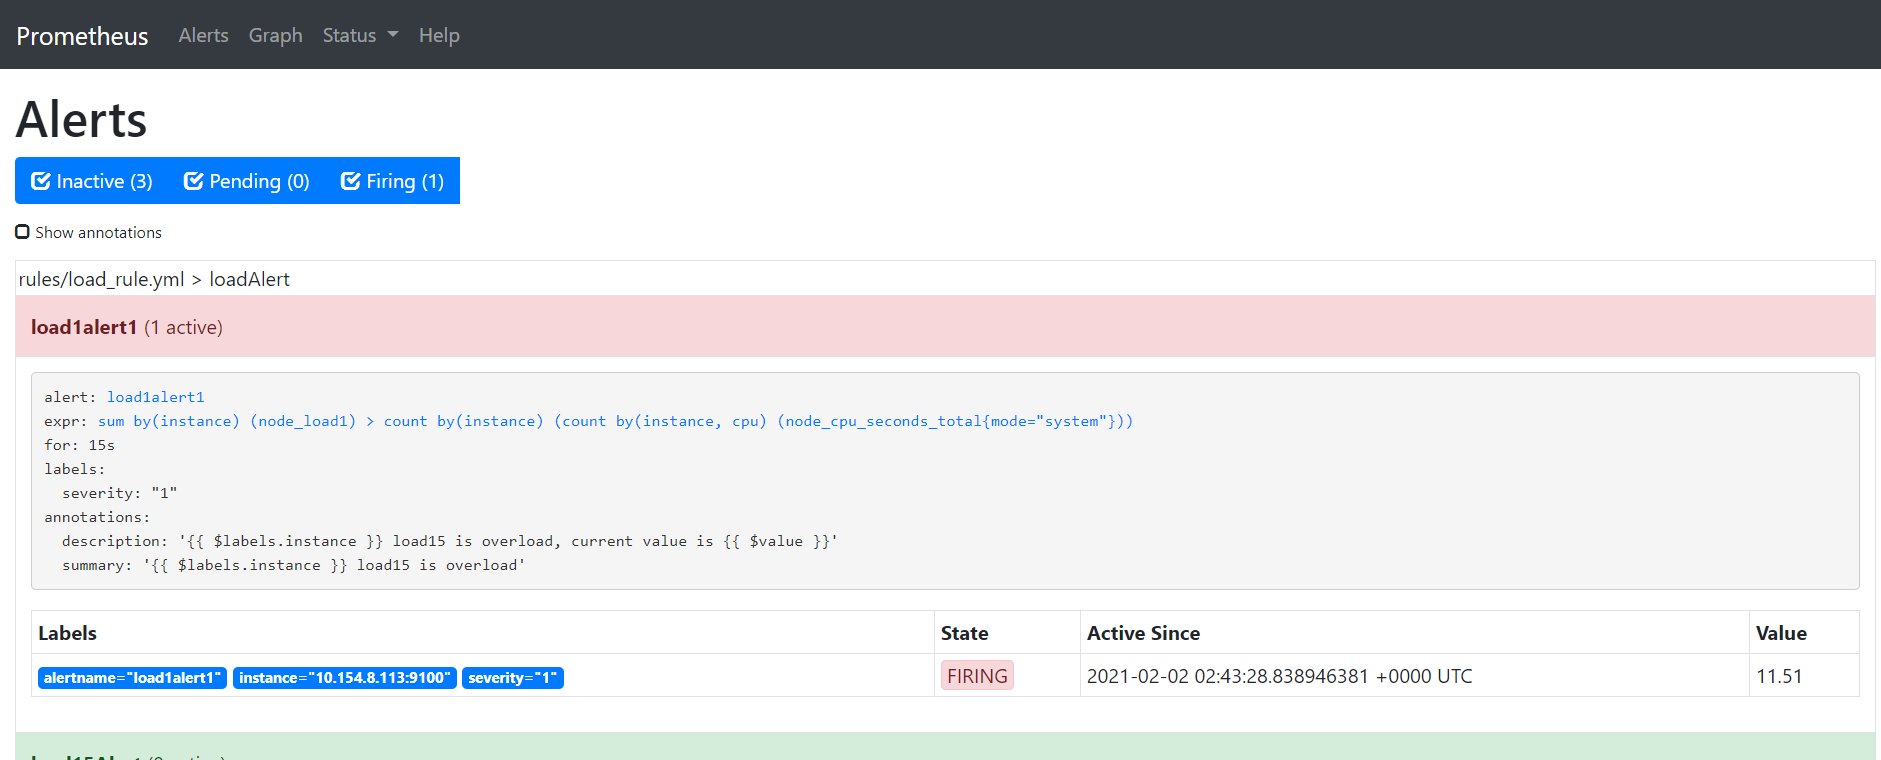 Prometheus Alerts Graph Status Help
Alerts
Inactive (3) Pending (0) Firing (1)
Show annotations
rules/load_rule.yml > loadAlert
load1alert1 (1 active)
alert: load1alert1
expr: sum by(instance) (node_load1) > count by(instance) (count by(instance, cpu) (node_cpu_seconds_total{mode="system"}))
for: 15s
labels:
  severity: "1"
annotations:
  description: '{{ $labels.instance }} load15 is overload, current value is {{ $value }}'
  summary: '{{ $labels.instance }} load15 is overload'
Labels State Active Since Value
alertname="load1alert1" instance="10.154.8.113:9100" severity="1" FIRING 2021-02-02 02:43:28.838946381 +0000 UTC 11.51